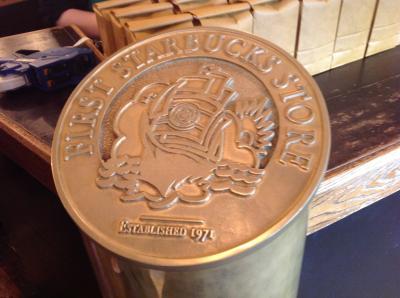 FIRST STARBUCKS STORE
ESTABLISHED 1971